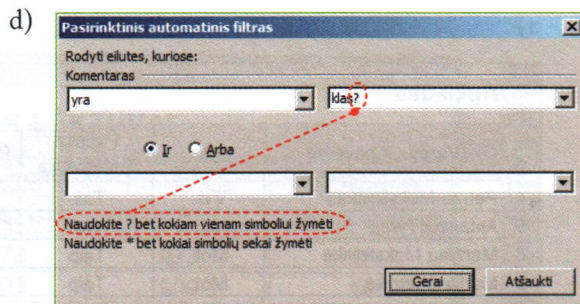 d)
Pasirinktinis automatinis filtras
Rodyti eilutes, kuriose:
Komentaras
yra klas?
Ir Arba
Naudokite ? bet kokiam vienam simboliui žymėti
Naudokite * bet kokiai simbolių sekai žymėti
Gerai Atšaukti